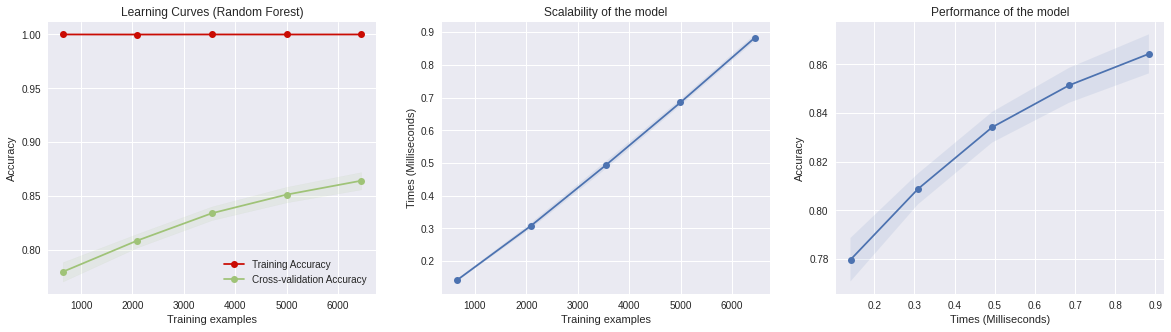 Learning Curves (Random Forest)
1.00
0.95
0.90
0.85
0.80
Accuracy
Training Accuracy
Cross-validation Accuracy
1000 2000 3000 4000 5000 6000
Training examples
Scalability of the model
0.9
0.8
0.7
0.6
0.5
0.4
0.3
0.2
Times (Milliseconds)
1000 2000 3000 4000 5000 6000
Training examples
Performance of the model
0.86
0.84
0.82
0.80
0.78
Accuracy
0.2 0.3 0.4 0.5 0.6 0.7 0.8 0.9
Times (Milliseconds)